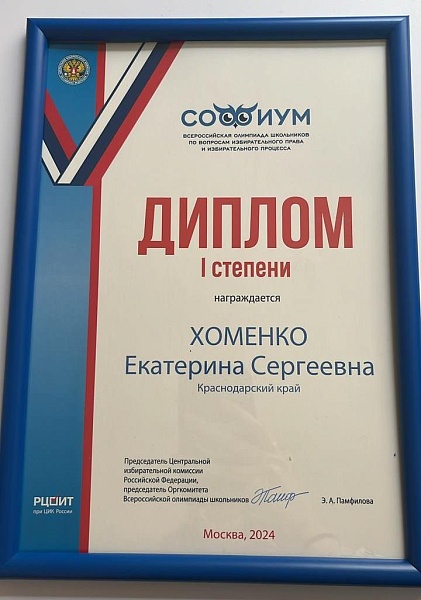 СОФИУМ
ВСЕРОССИЙСКАЯ ОЛИМПИАДА ШКОЛЬНИКОВ
ПО ВОПРОСАМ ИЗБИРАТЕЛЬНОГО ПРАВА
И ИЗБИРАТЕЛЬНОГО ПРОЦЕССА
ДИПЛОМ
I степени
награждается
ХОМЕНКО
Екатерина Сергеевна
Краснодарский край
Председатель Центральной
избирательной комиссии
Российской Федерации,
председатель Оргкомитета
Всероссийской олимпиады школьников
Э. А. Памфилова
РЦОИТ
при ЦИК России
Москва, 2024